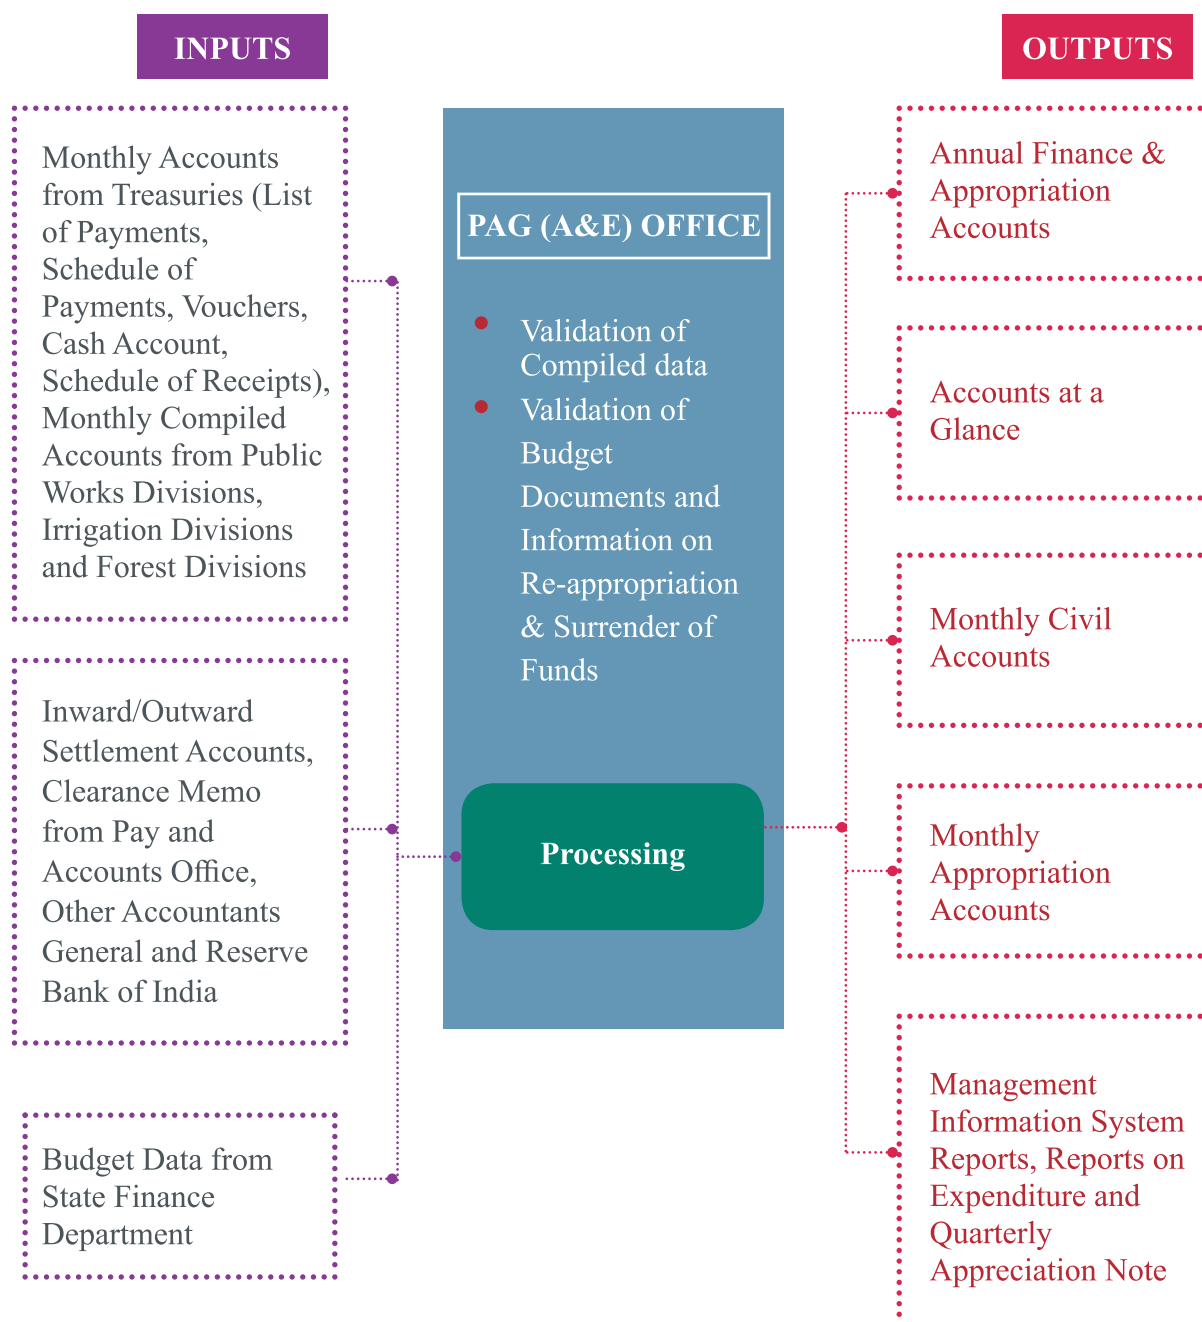 INPUTS
Monthly Accounts
from Treasuries (List
of Payments,
Schedule of
Payments, Vouchers,
Cash Account,
Schedule of Receipts),
Monthly Compiled
Accounts from Public
Works Divisions,
Irrigation Divisions
and Forest Divisions
Inward/Outward
Settlement Accounts,
Clearance Memo
from Pay and
Accounts Office,
Other Accountants
General and Reserve
Bank of India
Budget Data from
State Finance
Department
PAG (A&E) OFFICE
• Validation of
Compiled data
• Validation of
Budget
Documents and
Information on
Re-appropriation
& Surrender of
Funds
Processing
OUTPUTS
Annual Finance &
Appropriation
Accounts
Accounts at a
Glance
Monthly Civil
Accounts
Monthly
Appropriation
Accounts
Management
Information System
Reports, Reports on
Expenditure and
Quarterly
Appreciation Note